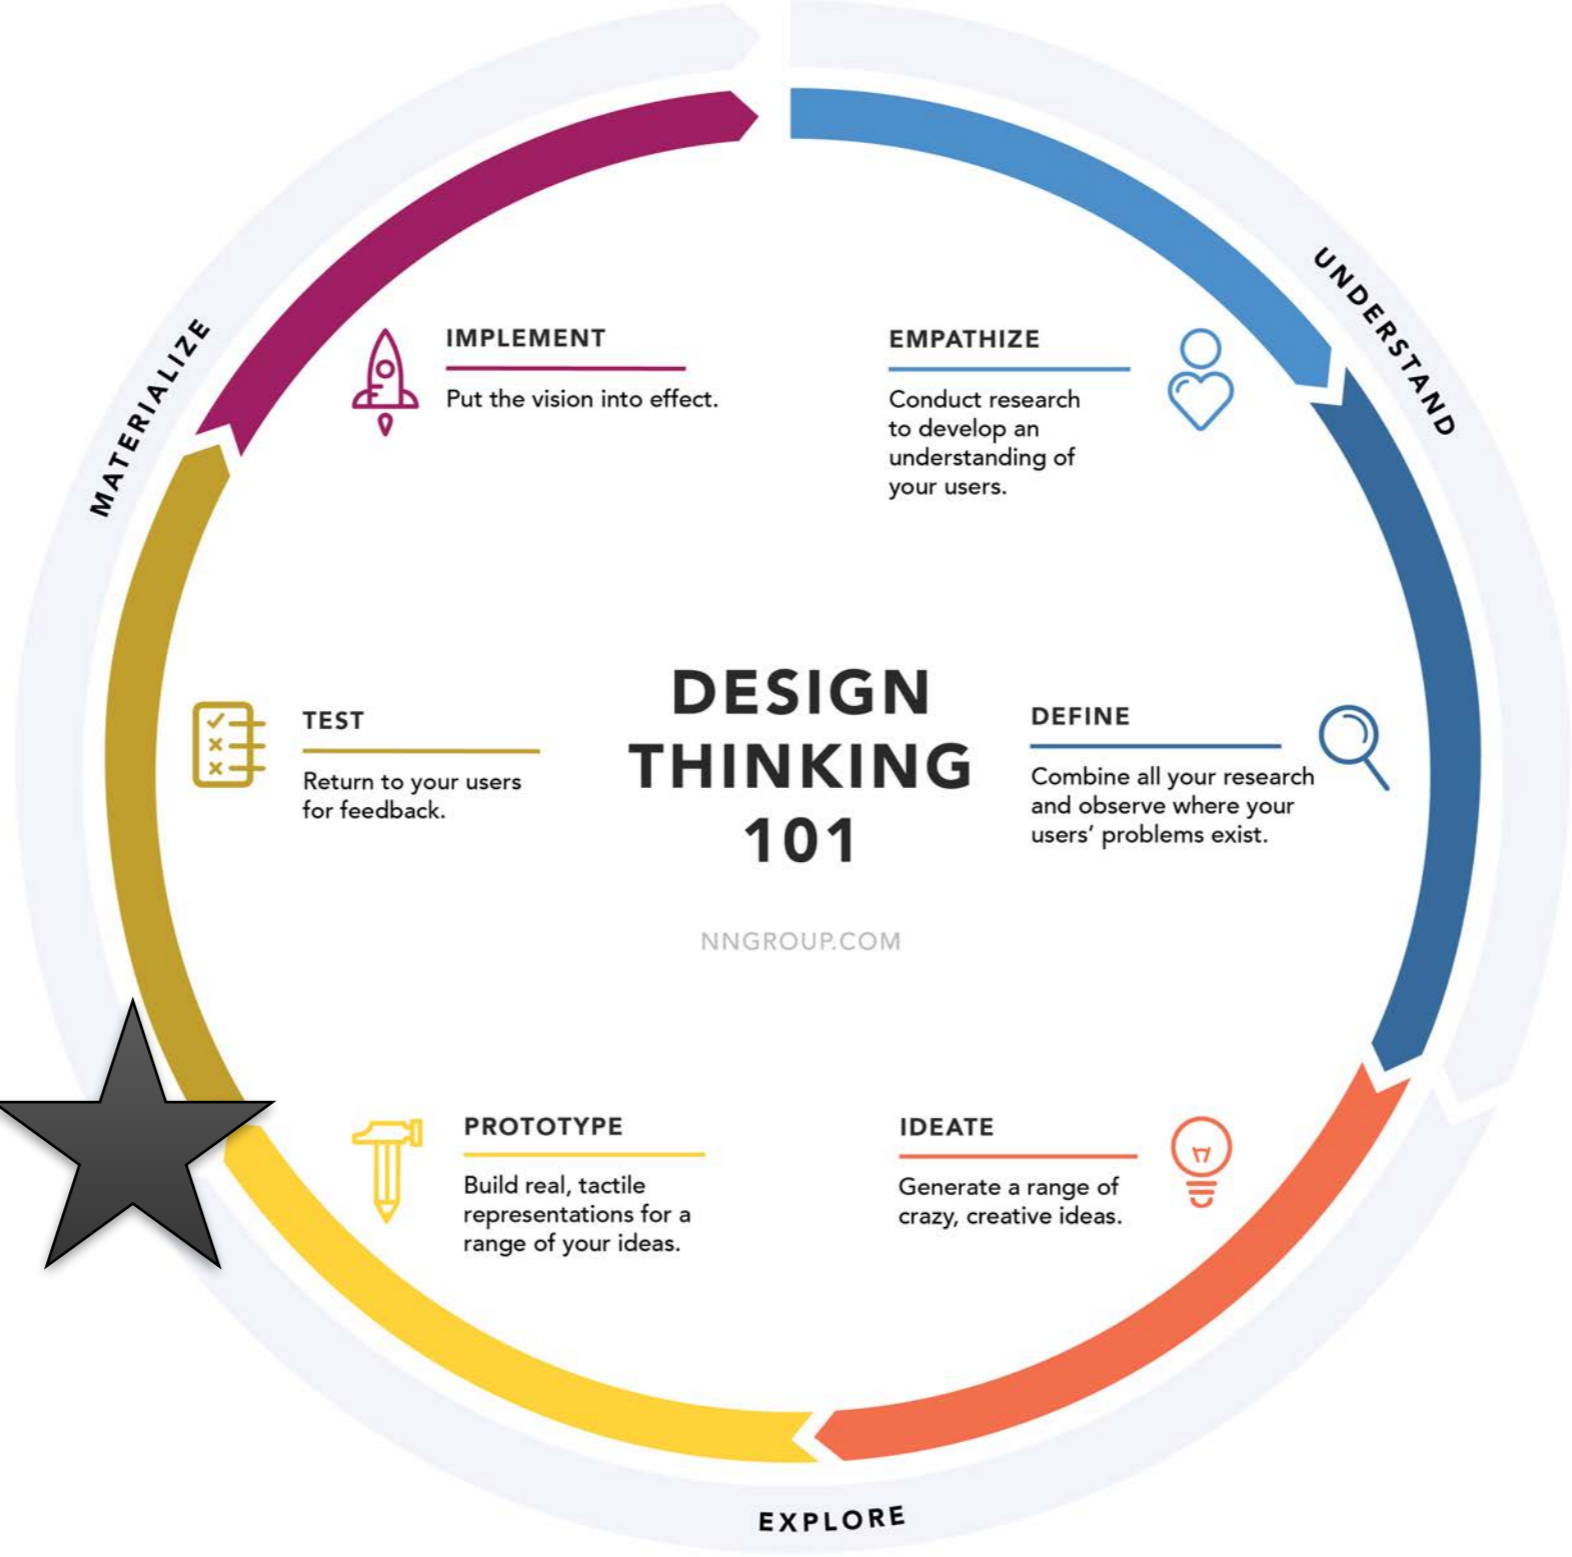 UNDERSTAND
EMPATHIZE
Conduct research
to develop an
understanding of
your users.
DEFINE
Combine all your research
and observe where your
users’ problems exist.
IDEATE
Generate a range of
crazy, creative ideas.
EXPLORE
PROTOTYPE
Build real, tactile
representations for a
range of your ideas.
TEST
Return to your users
for feedback.
MATERIALIZE
IMPLEMENT
Put the vision into effect.
DESIGN
THINKING
101
NNGROUP.COM